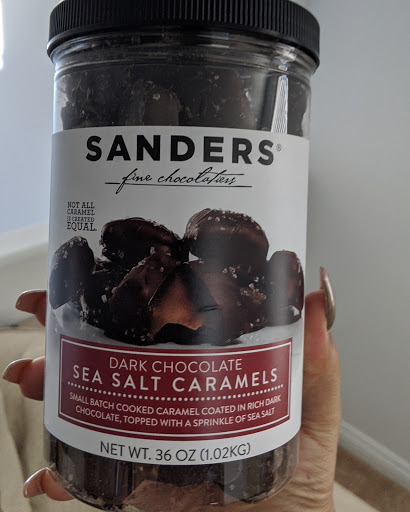 SANDERS®
fine chocolatiers
NOT ALL
CARAMEL
IS CREATED
EQUAL.
DARK CHOCOLATE
SEA SALT CARAMELS
SMALL BATCH COOKED CARAMEL COATED IN RICH DARK
CHOCOLATE, TOPPED WITH A SPRINKLE OF SEA SALT
NET WT. 36 OZ (1.02KG)